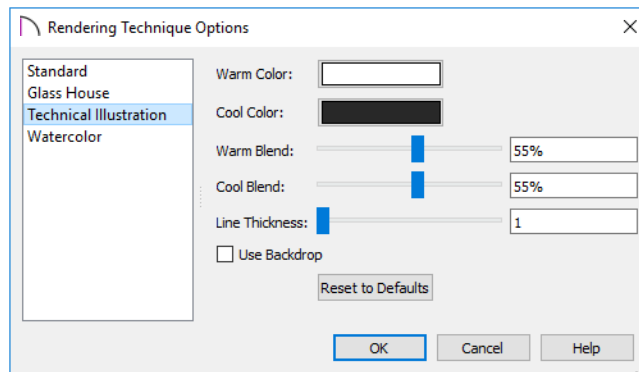 Rendering Technique Options
Standard
Glass House
Technical Illustration
Watercolor
Warm Color:
Cool Color:
Warm Blend: 55%
Cool Blend: 55%
Line Thickness: 1
Use Backdrop
Reset to Defaults
OK Cancel Help